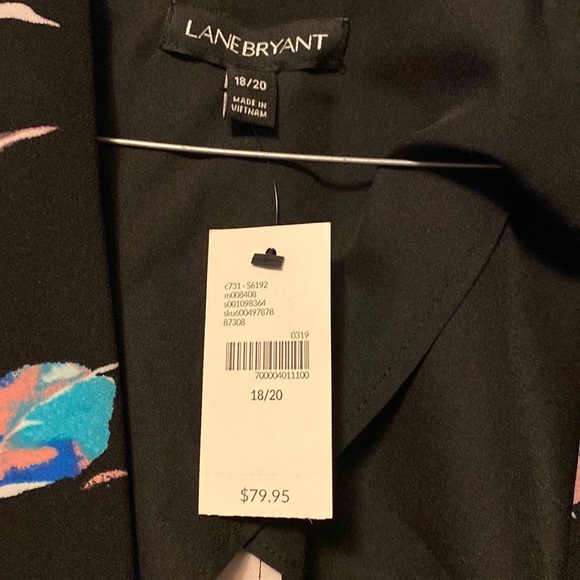 LANE BRYANT
18/20
MADE IN
VIETNAM
c731 - S6192
m008408
s001098364
sku600497878
87308
0319
700004011100
18/20
$79.95